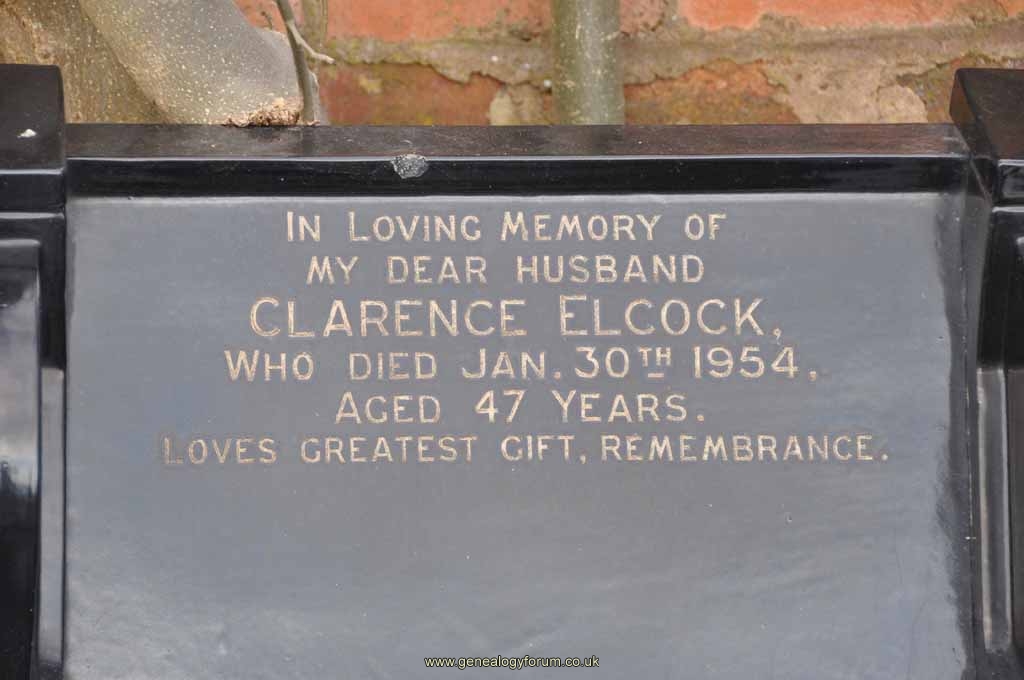 In Loving Memory of
my dear husband
Clarence Elcock,
Who died Jan. 30TH 1954,
Aged 47 years.
Loves greatest gift, remembrance.
www.genealogyforum.co.uk